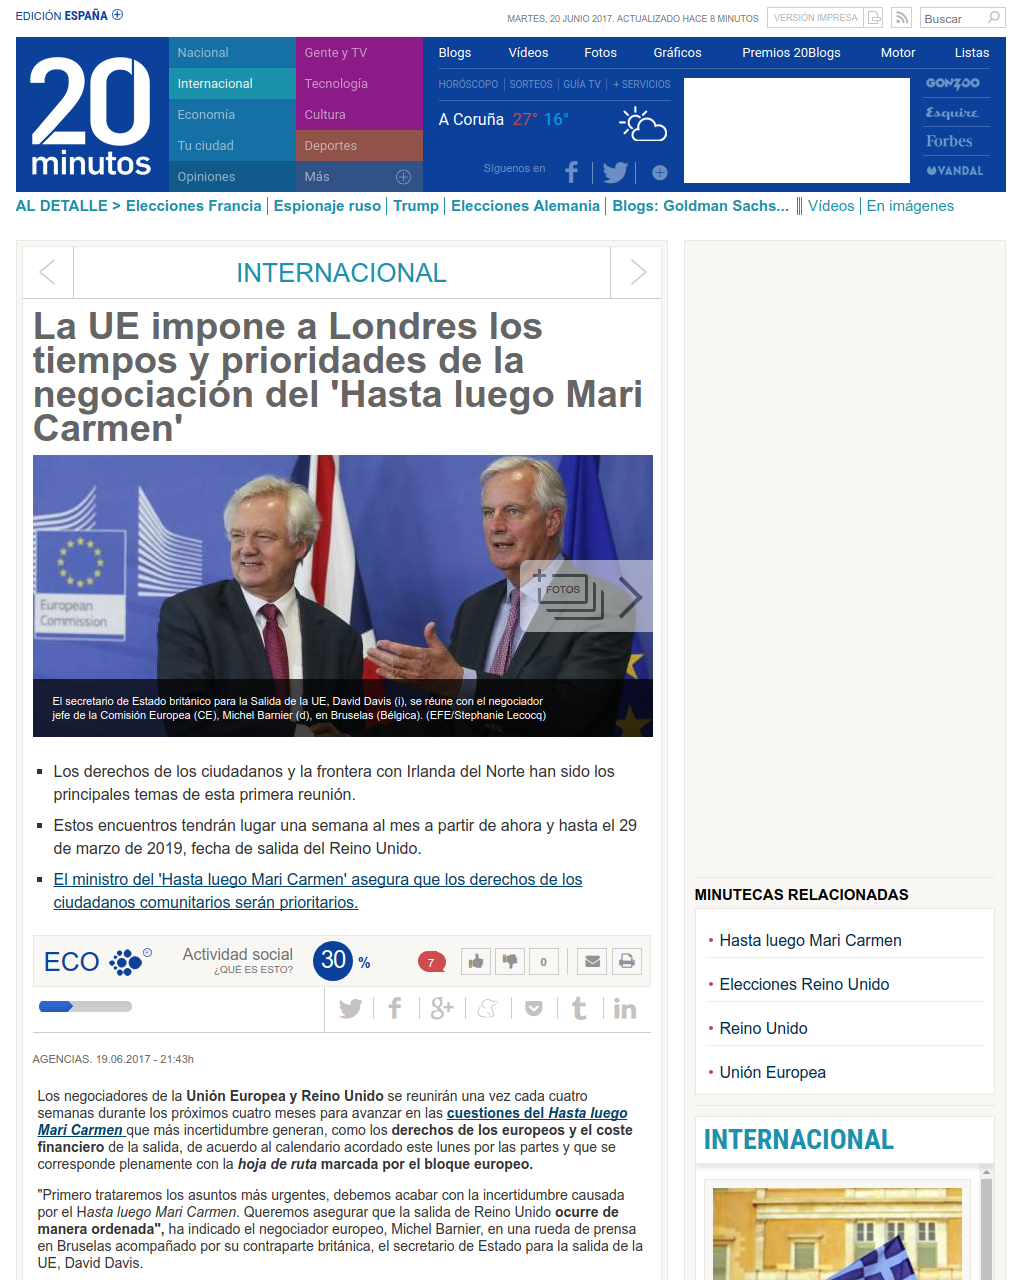 EDICIÓN ESPAÑA
MARTES, 20 JUNIO 2017. ACTUALIZADO HACE 8 MINUTOS
VERSIÓN IMPRESA
Buscar
20
minutos
Nacional
Internacional
Economía
Tu ciudad
Opiniones
Gente y TV
Tecnología
Cultura
Deportes
Más
Blogs Vídeos Fotos Gráficos Premios 20Blogs Motor Listas
HORÓSCOPO SORTEOS GUÍA TV + SERVICIOS
A Coruña 27° 16°
Síguenos en
GONZOO
Esquire
Forbes
VANDAL
AL DETALLE > Elecciones Francia | Espionaje ruso | Trump | Elecciones Alemania | Blogs: Goldman Sachs... || Vídeos | En imágenes
INTERNACIONAL
La UE impone a Londres los
tiempos y prioridades de la
negociación del 'Hasta luego Mari
Carmen'
European
Commission
+
FOTOS
El secretario de Estado británico para la Salida de la UE, David Davis (i), se réune con el negociador
jefe de la Comisión Europea (CE), Michel Barnier (d), en Bruselas (Bélgica). (EFE/Stephanie Lecocq)
Los derechos de los ciudadanos y la frontera con Irlanda del Norte han sido los
principales temas de esta primera reunión.
Estos encuentros tendrán lugar una semana al mes a partir de ahora y hasta el 29
de marzo de 2019, fecha de salida del Reino Unido.
El ministro del 'Hasta luego Mari Carmen' asegura que los derechos de los
ciudadanos comunitarios serán prioritarios.
ECO
Actividad social
¿QUÉ ES ESTO?
30 %
7
0
AGENCIAS. 19.06.2017 - 21:43h
Los negociadores de la Unión Europea y Reino Unido se reunirán una vez cada cuatro
semanas durante los próximos cuatro meses para avanzar en las cuestiones del Hasta luego
Mari Carmen que más incertidumbre generan, como los derechos de los europeos y el coste
financiero de la salida, de acuerdo al calendario acordado este lunes por las partes y que se
corresponde plenamente con la hoja de ruta marcada por el bloque europeo.
"Primero trataremos los asuntos más urgentes, debemos acabar con la incertidumbre causada
por el Hasta luego Mari Carmen. Queremos asegurar que la salida de Reino Unido ocurre de
manera ordenada", ha indicado el negociador europeo, Michel Barnier, en una rueda de prensa
en Bruselas acompañado por su contraparte británica, el secretario de Estado para la salida de la
UE, David Davis.
MINUTECAS RELACIONADAS
Hasta luego Mari Carmen
Elecciones Reino Unido
Reino Unido
Unión Europea
INTERNACIONAL